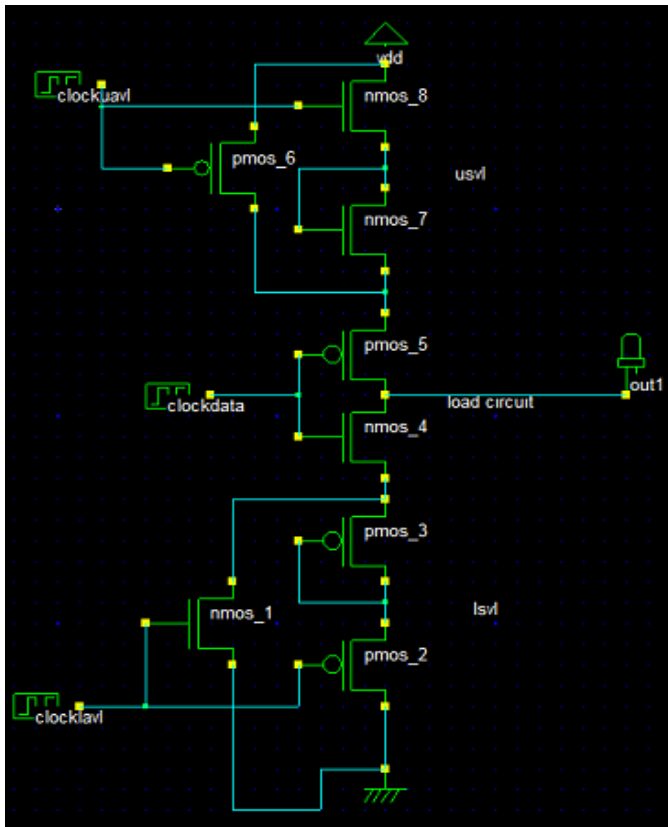 vdd
clockuavl
nmos_8
pmos_6
usvl
nmos_7
pmos_5
out1
clockdata
load circuit
nmos_4
pmos_3
nmos_1
lsvl
pmos_2
clocklavl